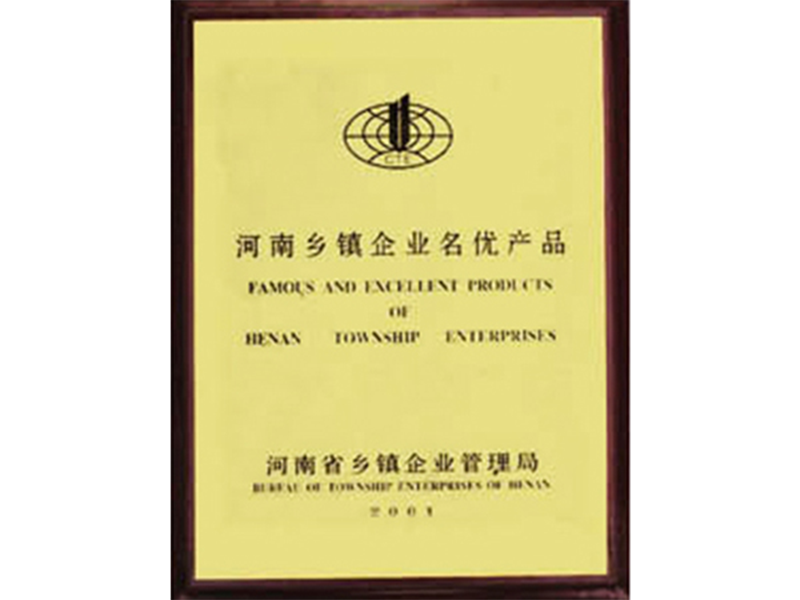 CTE
河南乡镇企业名优产品
FAMOUS AND EXCELLENT PRODUCTS
OF
HENAN TOWNSHIP ENTERPRISES
河南省乡镇企业管理局
BUREAU OF TOWNSHIP ENTERPRISES OF HENAN
2001